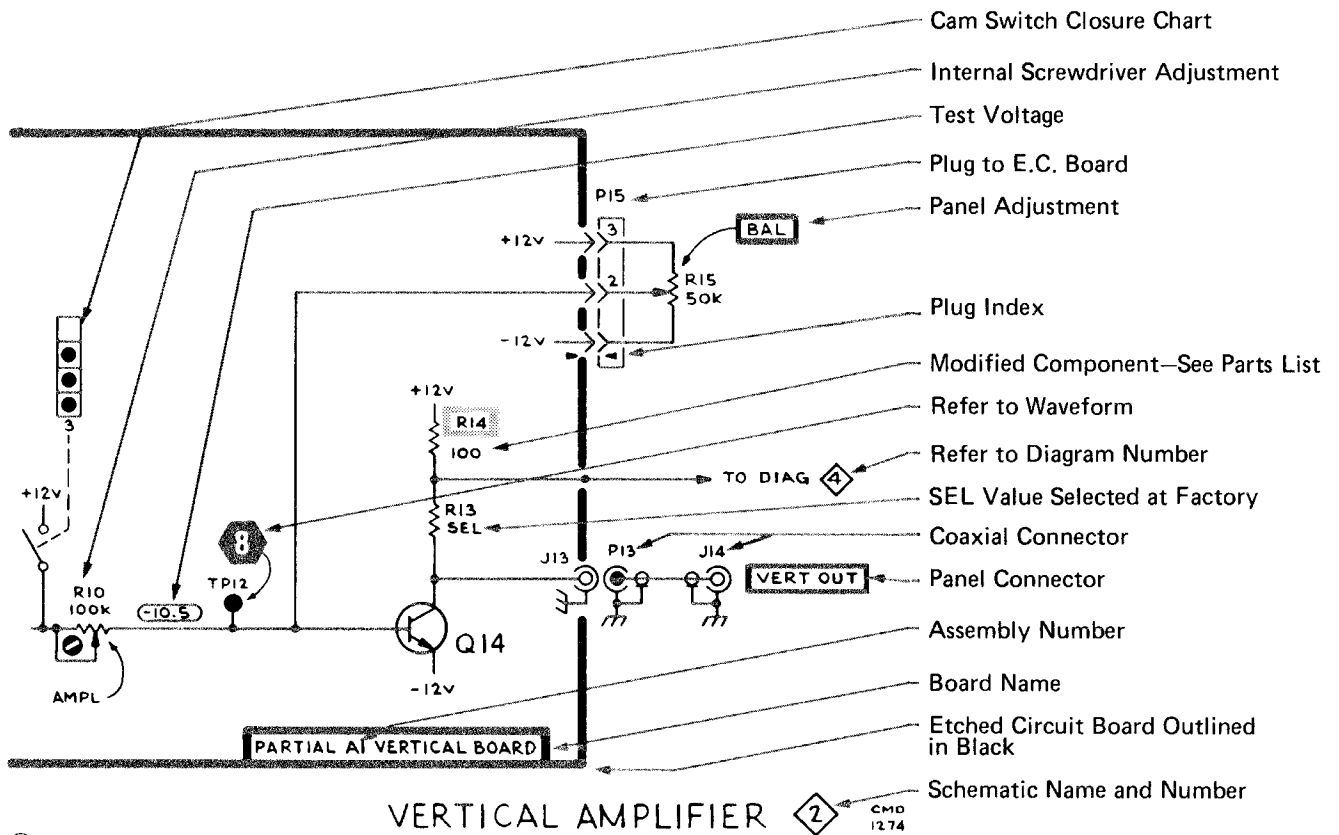 Cam Switch Closure Chart
Internal Screwdriver Adjustment
Test Voltage
Plug to E.C. Board
Panel Adjustment
Plug Index
Modified Component—See Parts List
Refer to Waveform
Refer to Diagram Number
SEL Value Selected at Factory
Coaxial Connector
Panel Connector
Assembly Number
Board Name
Etched Circuit Board Outlined
in Black
Schematic Name and Number
P15
+12V
3
BAL
2
R15
50K
-12V
3
+12V
R10
100K
AMPL
-10.5
8
TP12
+12V
R14
100
TO DIAG 4
R13
SEL
J13
P13
J14
VERT OUT
Q14
-12V
PARTIAL A1 VERTICAL BOARD
VERTICAL AMPLIFIER 2
CMD
1274